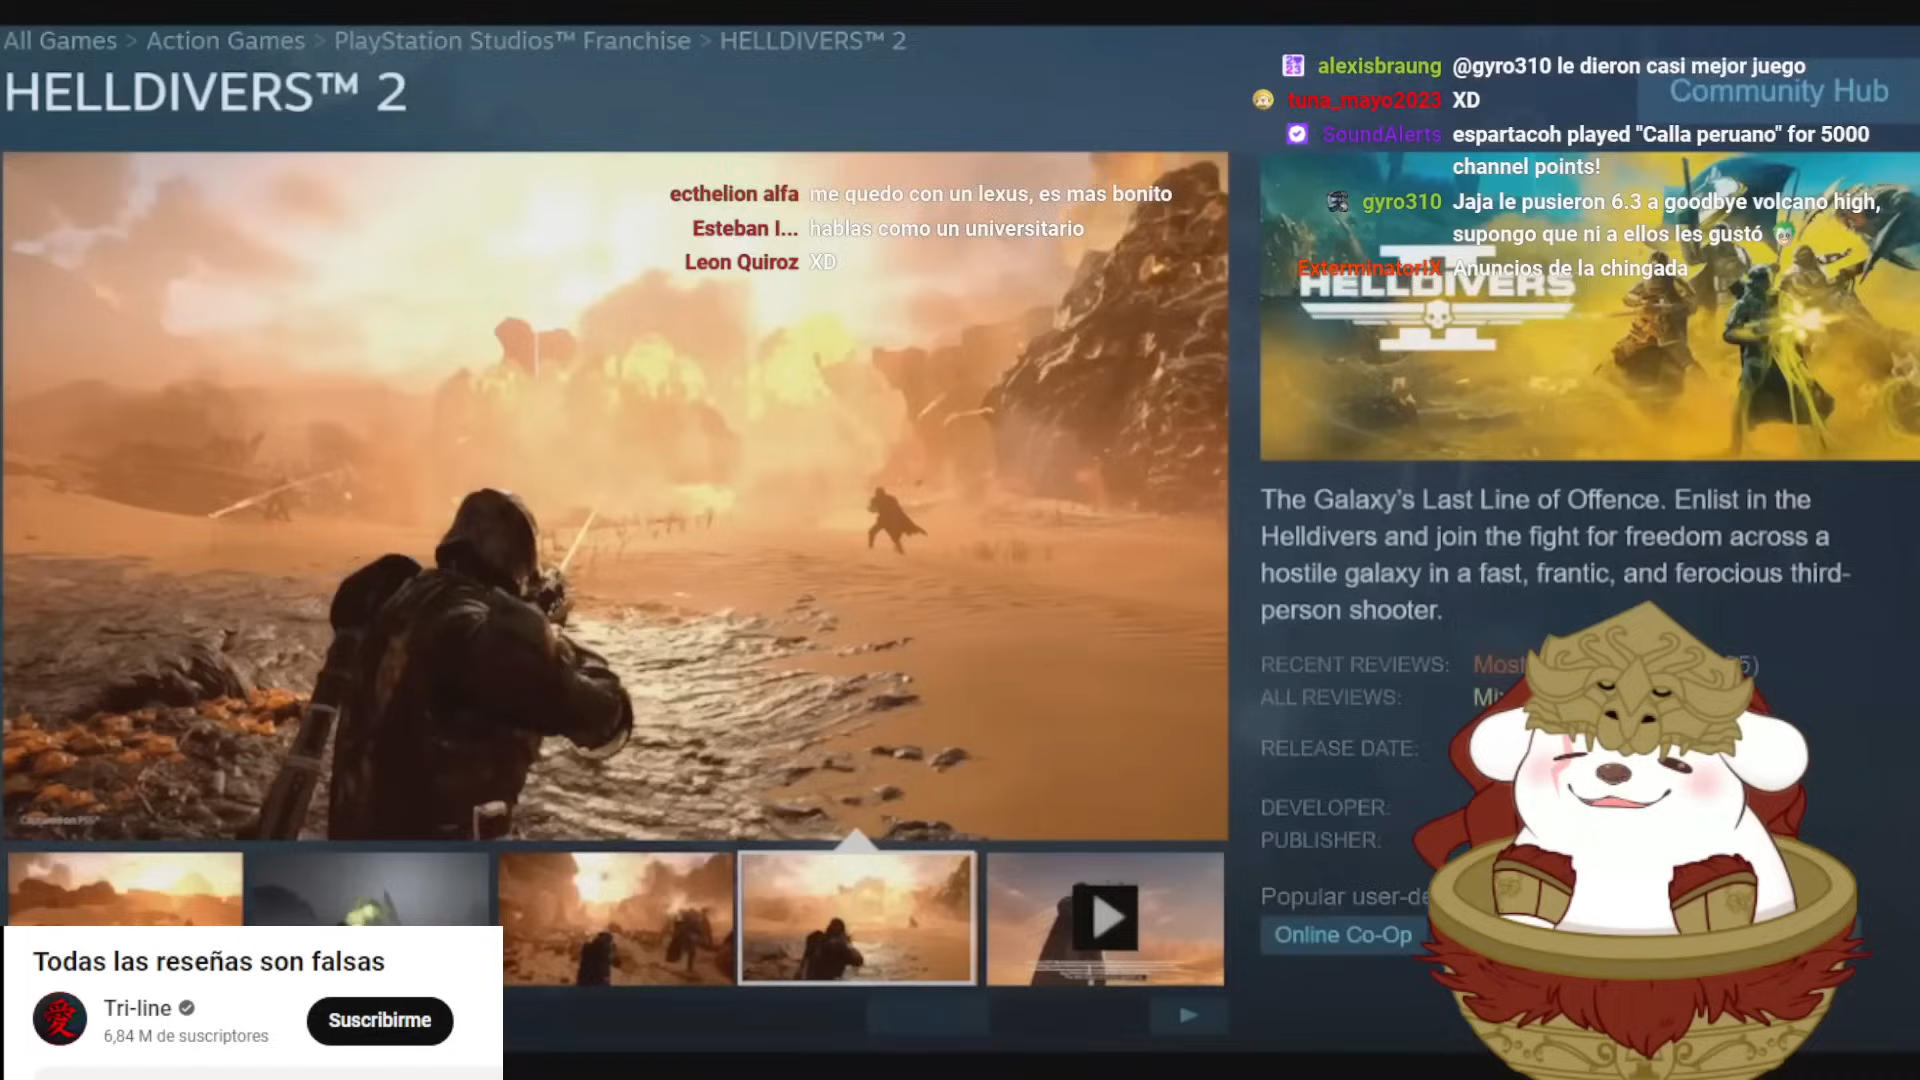 All Games > Action Games > PlayStation Studios™ Franchise > HELLDIVERS™ 2
HELLDIVERS™ 2
Community Hub
alexisbraung @gyro310 le dieron casi mejor juego
tuna_mayo2023 XD
SoundAlerts espartacoh played "Calla peruano" for 5000
channel points!
gyro310 Jaja le pusieron 6.3 a goodbye volcano high,
supongo que ni a ellos les gustó
ExterminatorIX Anuncios de la chingada
ecthelion alfa me quedo con un lexus, es mas bonito
Esteban I... hablas como un universitario
Leon Quiroz XD
HELLDIVERS
The Galaxy's Last Line of Offence. Enlist in the
Helldivers and join the fight for freedom across a
hostile galaxy in a fast, frantic, and ferocious third-
person shooter.
RECENT REVIEWS:
ALL REVIEWS:
RELEASE DATE:
DEVELOPER:
PUBLISHER:
Popular
Online Co-Op
Todas las reseñas son falsas
愛
Tri-line
6,84 M de suscriptores
Suscribirme